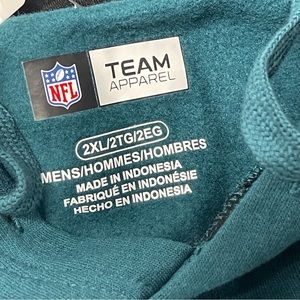 NFL
TEAM
APPAREL
2XL/2TG/2EG
MENS/HOMMES/HOMBRES
MADE IN INDONESIA
FABRIQUÉ EN INDONÉSIE
HECHO EN INDONESIA